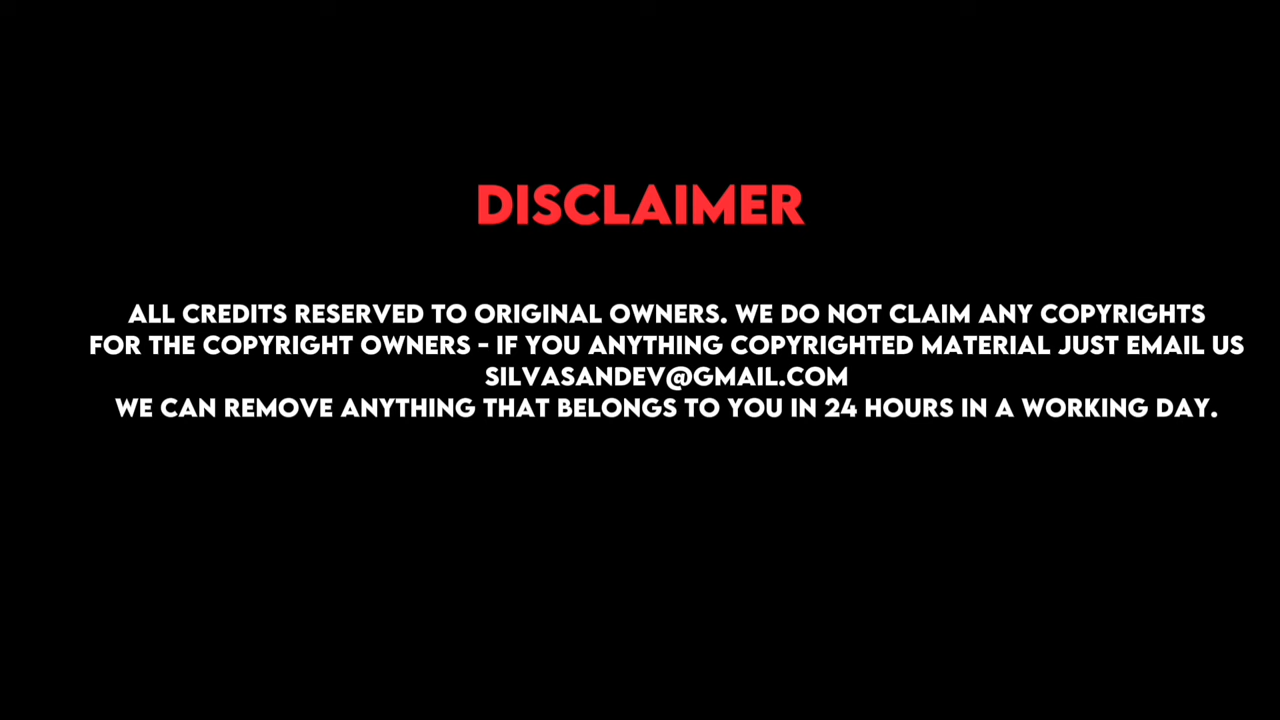 DISCLAIMER
ALL CREDITS RESERVED TO ORIGINAL OWNERS. WE DO NOT CLAIM ANY COPYRIGHTS
FOR THE COPYRIGHT OWNERS - IF YOU ANYTHING COPYRIGHTED MATERIAL JUST EMAIL US
SILVASANDEV@GMAIL.COM
WE CAN REMOVE ANYTHING THAT BELONGS TO YOU IN 24 HOURS IN A WORKING DAY.